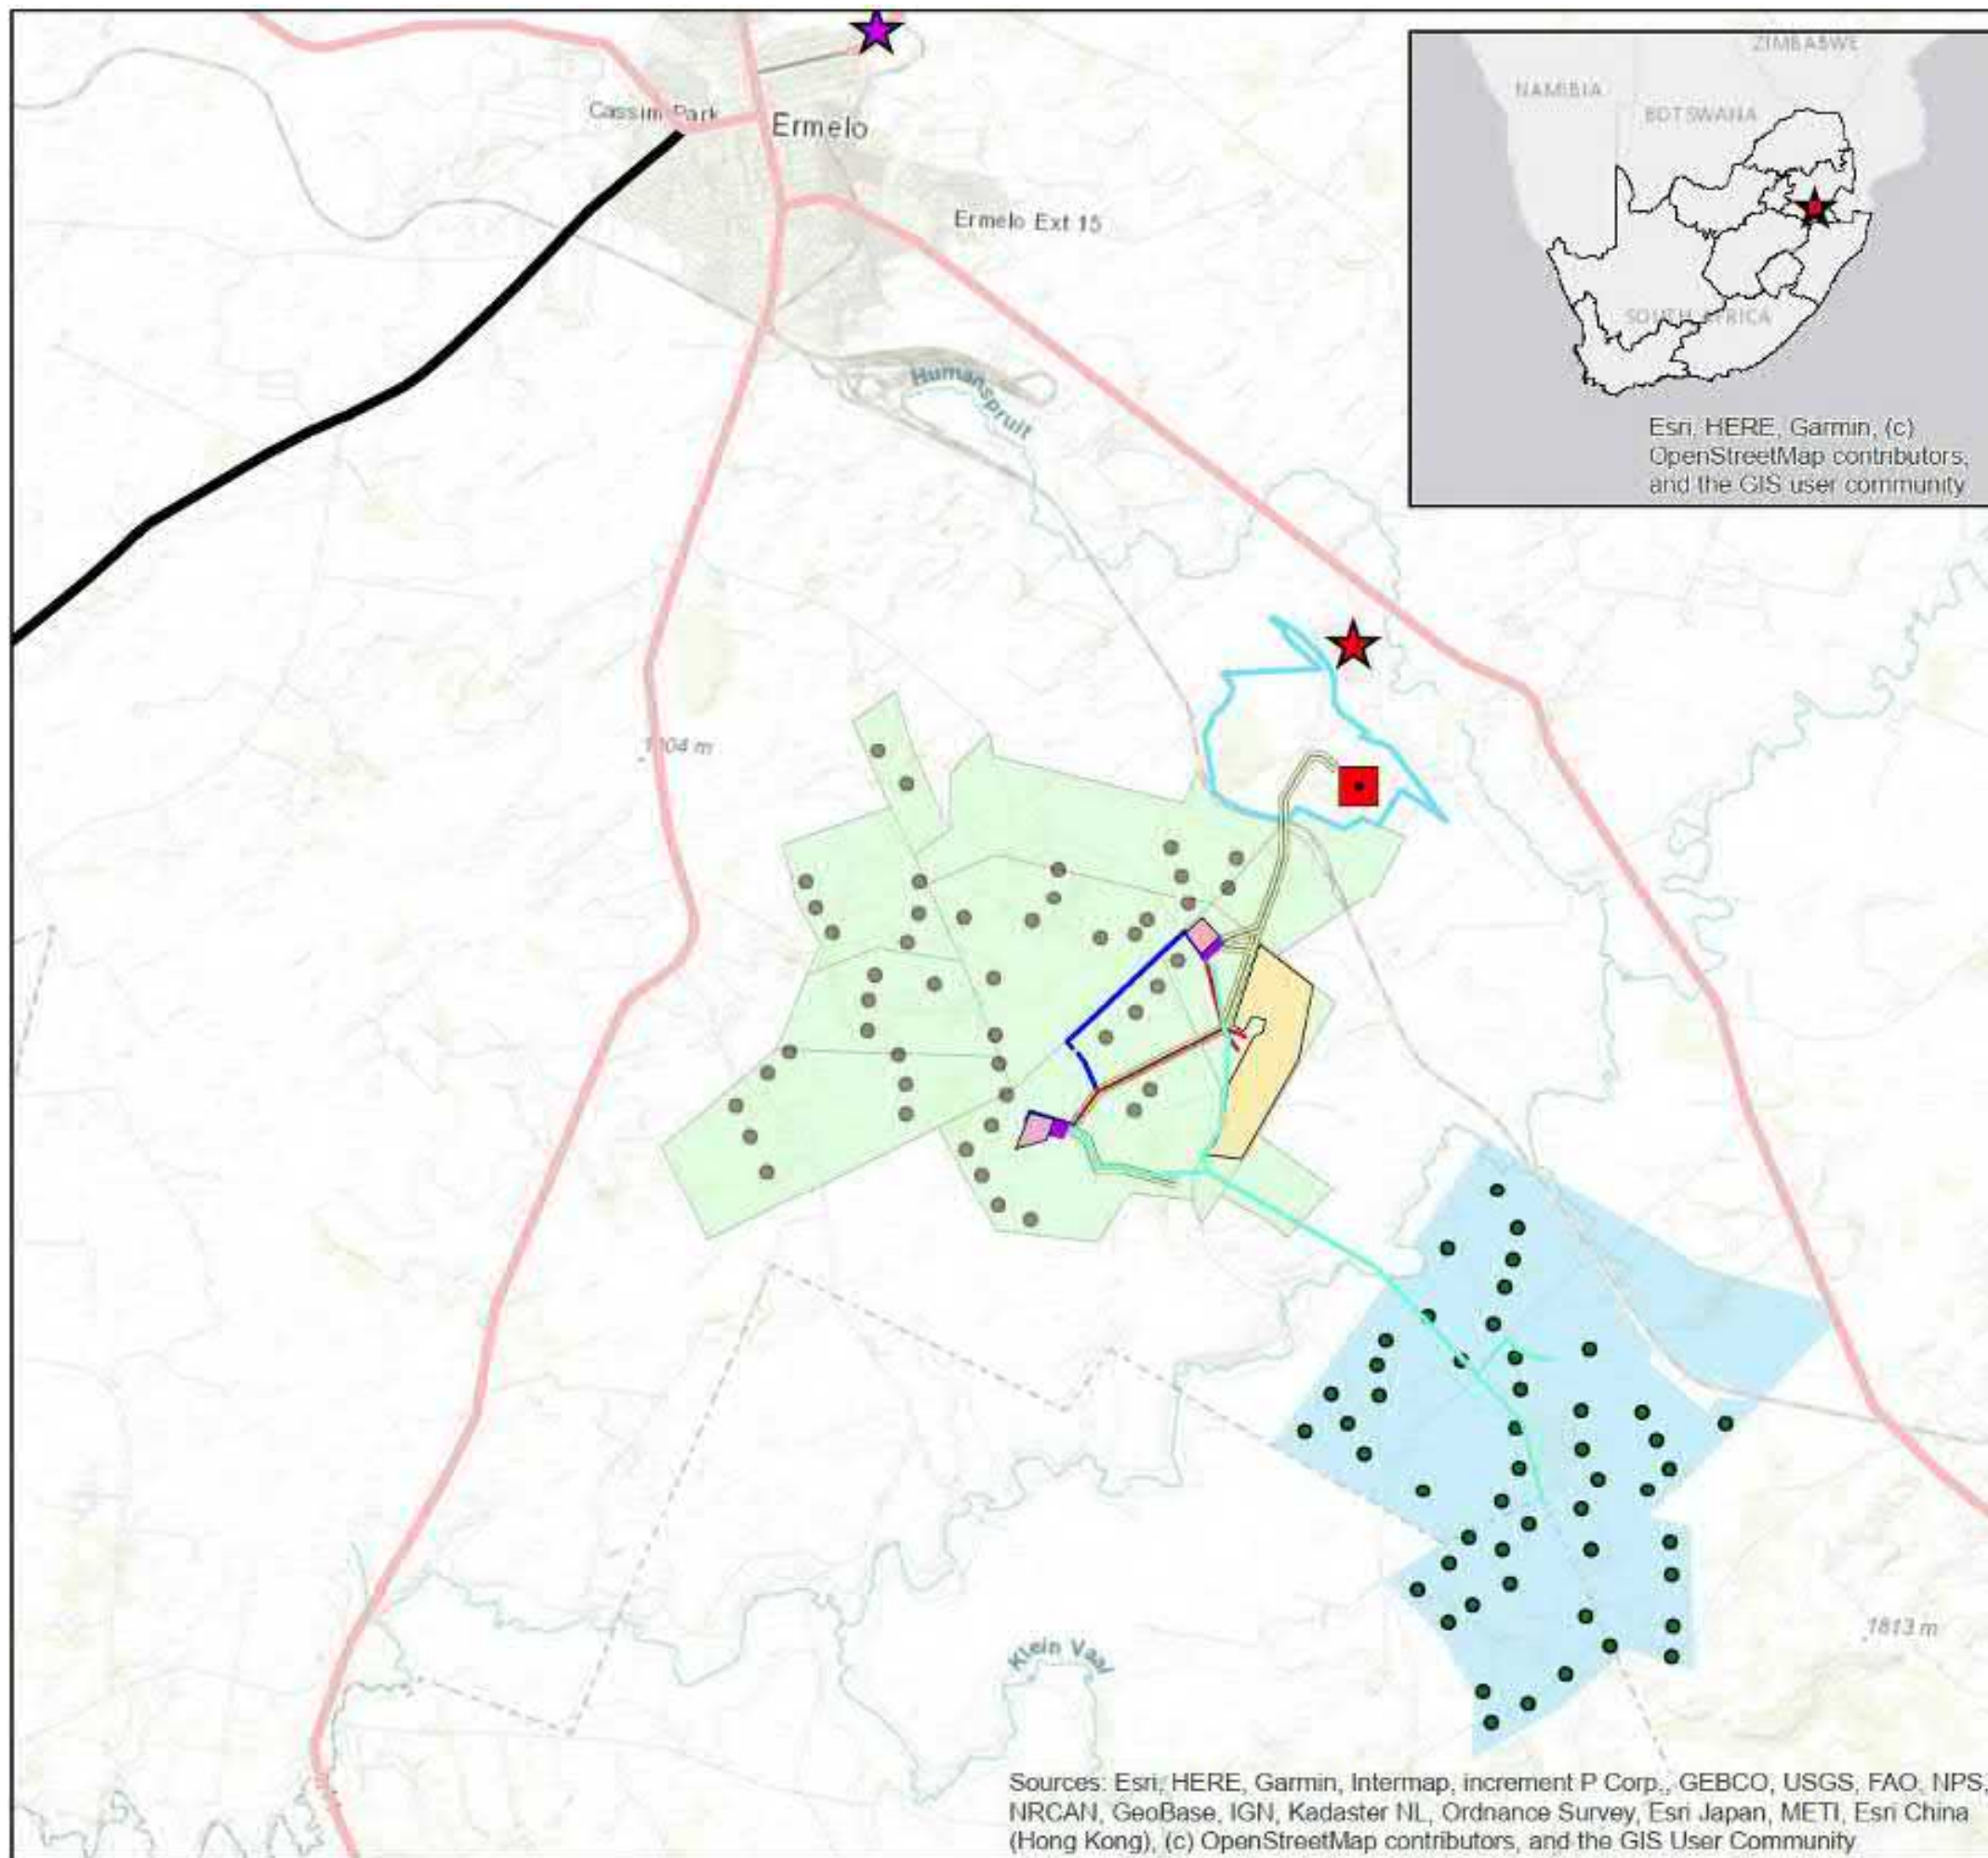 ZIMBABWE
NAMIBIA
BOTSWANA
SOUTH AFRICA
Esri, HERE, Garmin, (c)
OpenStreetMap contributors,
and the GIS user community
Cassim Park
Ermelo
Ermelo Ext 15
Humanspruit
1804 m
Klein Vaal
1813 m
Sources: Esri, HERE, Garmin, Intermap, increment P Corp., GEBCO, USGS, FAO, NPS,
NRCAN, GeoBase, IGN, Kadaster NL, Ordnance Survey, Esri Japan, METI, Esri China
(Hong Kong), (c) OpenStreetMap contributors, and the GIS User Community